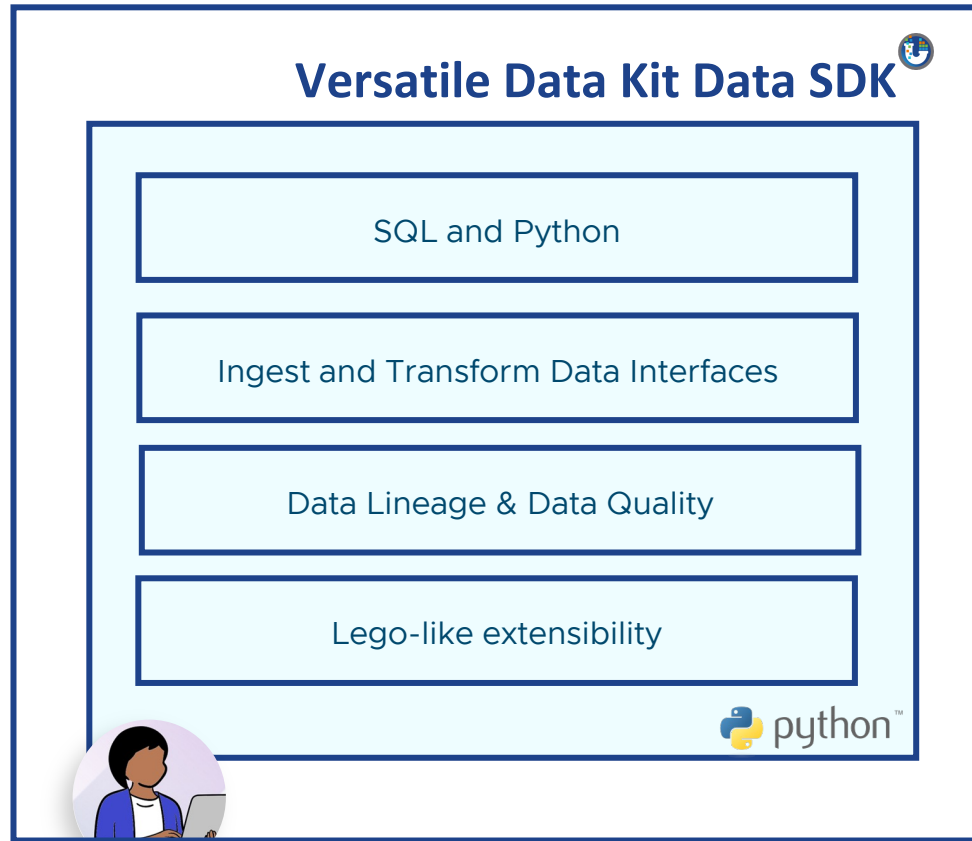 Versatile Data Kit Data SDK
SQL and Python
Ingest and Transform Data Interfaces
Data Lineage & Data Quality
Lego-like extensibility
python™